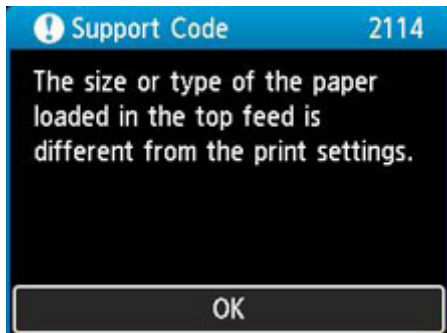 Support Code 2114
The size or type of the paper
loaded in the top feed is
different from the print settings.
OK